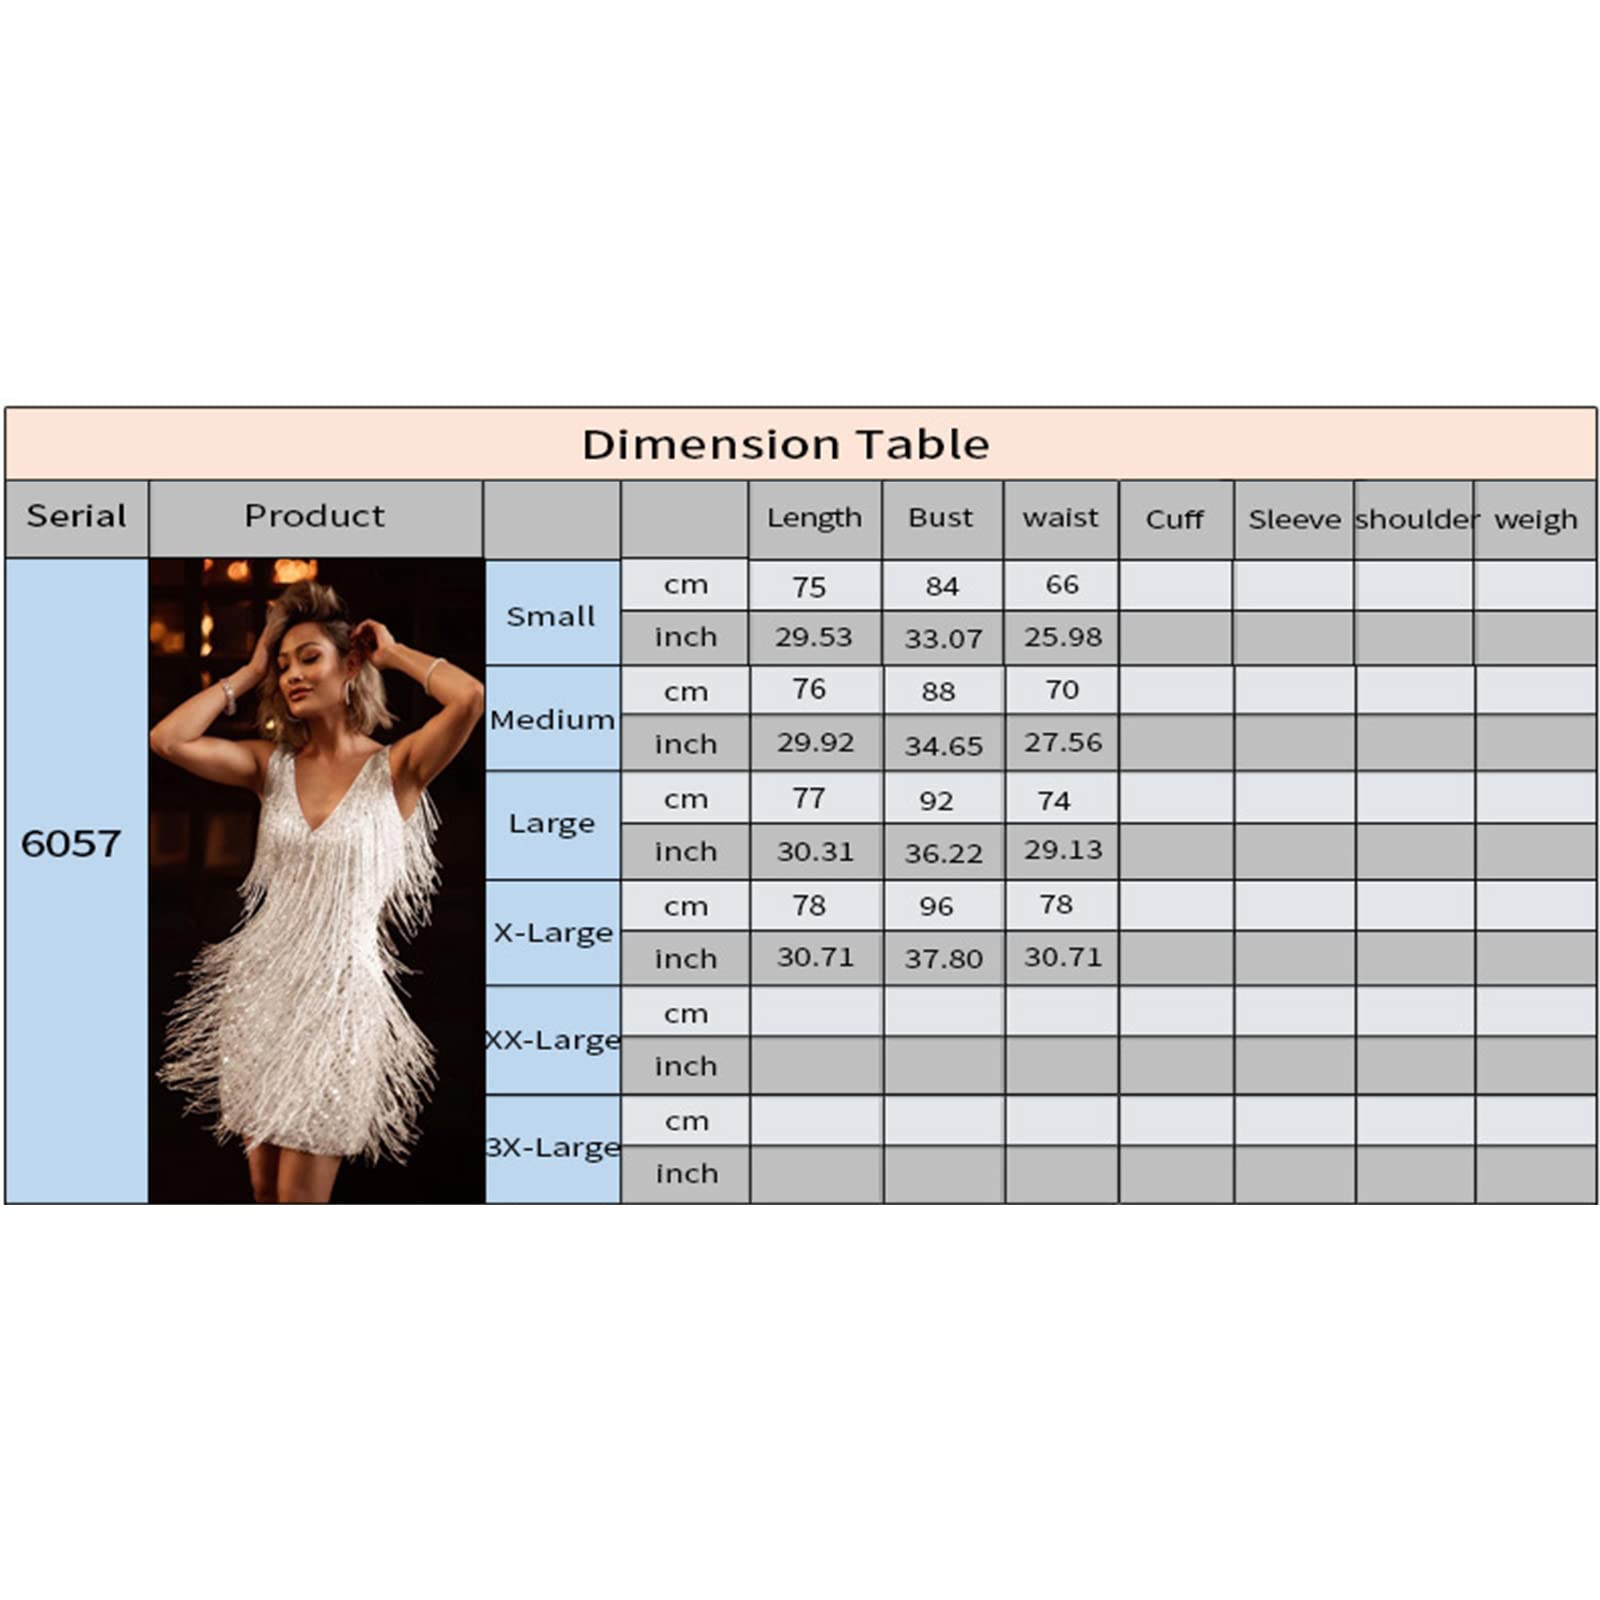 Dimension Table
Serial Product Length Bust waist Cuff Sleeve shoulder weigh
6057
Small
cm 75 84 66
inch 29.53 33.07 25.98
Medium
cm 76 88 70
inch 29.92 34.65 27.56
Large
cm 77 92 74
inch 30.31 36.22 29.13
X-Large
cm 78 96 78
inch 30.71 37.80 30.71
XX-Large
cm
inch
3X-Large
cm
inch